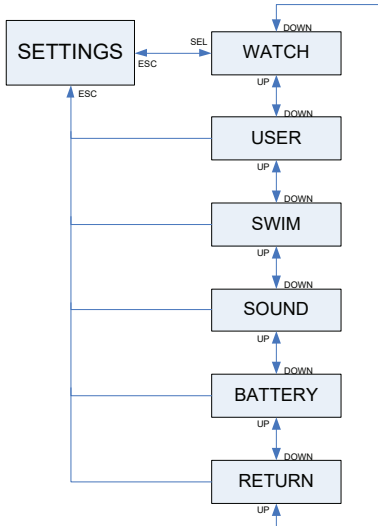 DOWN
SETTINGS
SEL
WATCH
ESC
ESC
UP
DOWN
USER
UP
DOWN
SWIM
UP
DOWN
SOUND
UP
DOWN
BATTERY
UP
DOWN
RETURN
UP